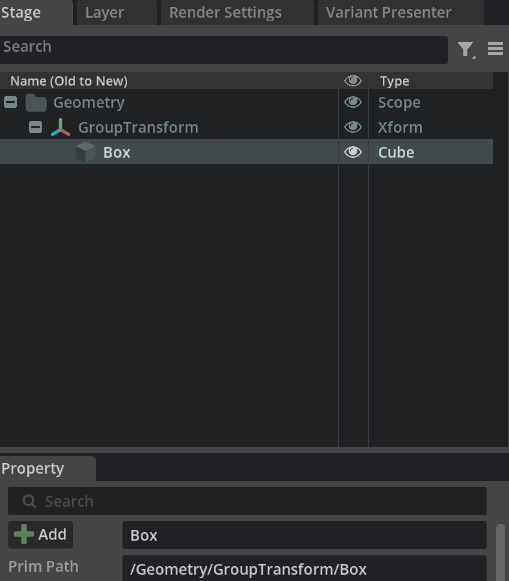 Stage Layer Render Settings Variant Presenter
Search
Name (Old to New) Type
Geometry Scope
GroupTransform Xform
Box Cube
Property
Search
Add Box
Prim Path /Geometry/GroupTransform/Box